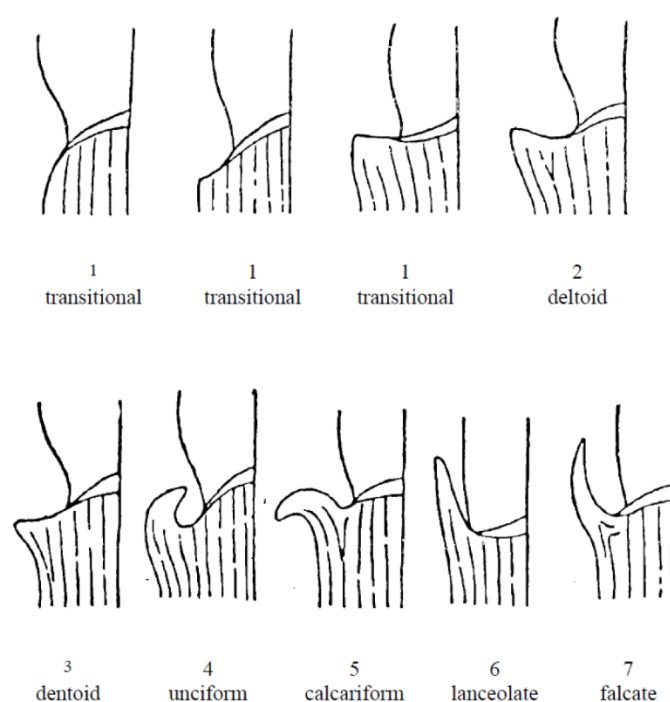 1 1 1 2
transitional transitional transitional deltoid
3 4 5 6 7
dentoid unciform calcariform lanceolate falcate